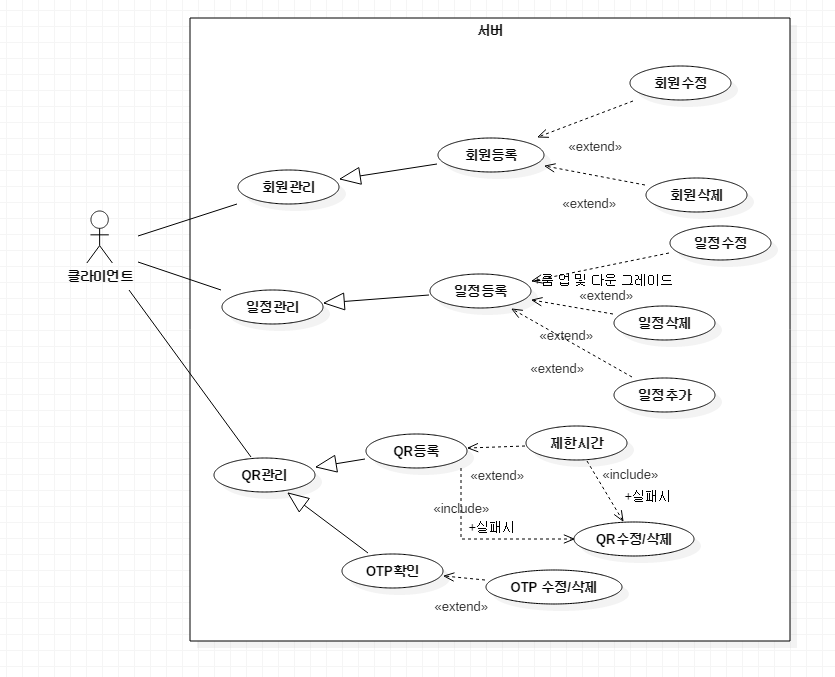 서버
회원수정
«extend»
회원등록
회원관리
회원삭제
«extend»
클라이언트
일정수정
+룸 업 및 다운 그레이드
«extend»
일정등록
일정관리
일정삭제
«extend»
«extend»
일정추가
제한시간
QR등록
«extend»
QR관리
«include»
+실패시
«include»
+실패시
QR수정/삭제
OTP확인
OTP 수정/삭제
«extend»